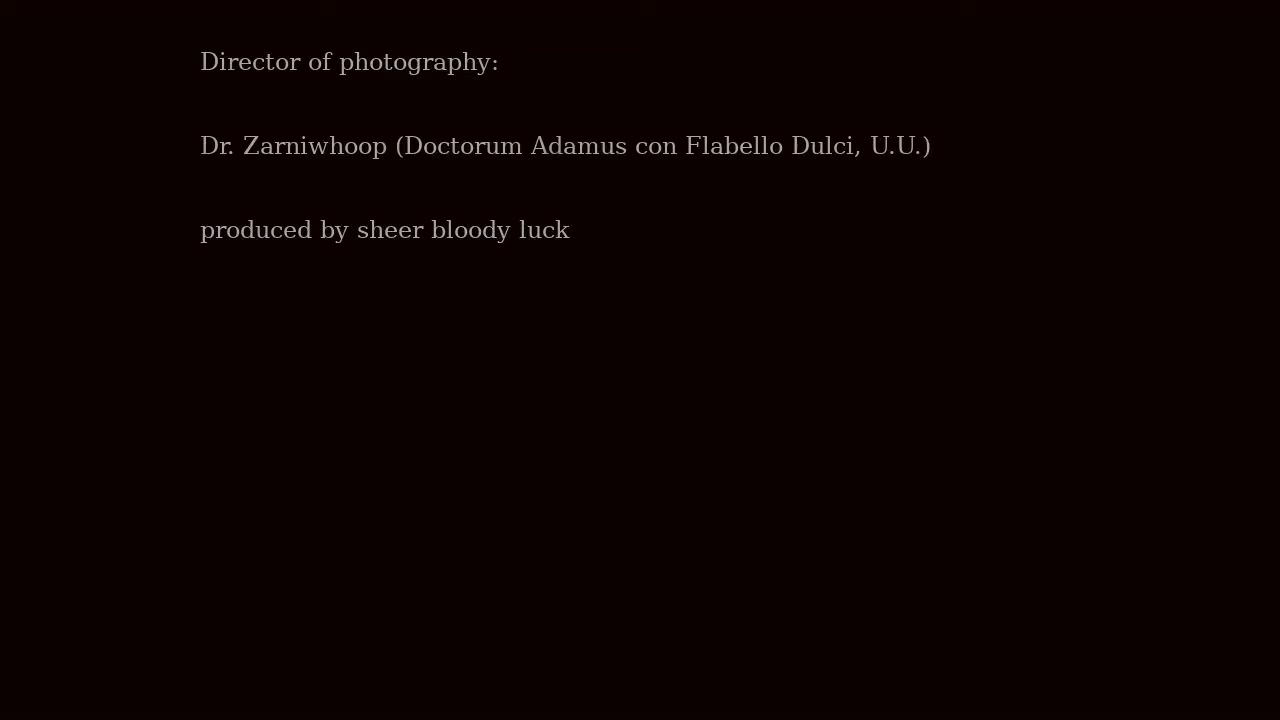 Director of photography:
Dr. Zarniwhoop (Doctorum Adamus con Flabello Dulci, U.U.)
produced by sheer bloody luck